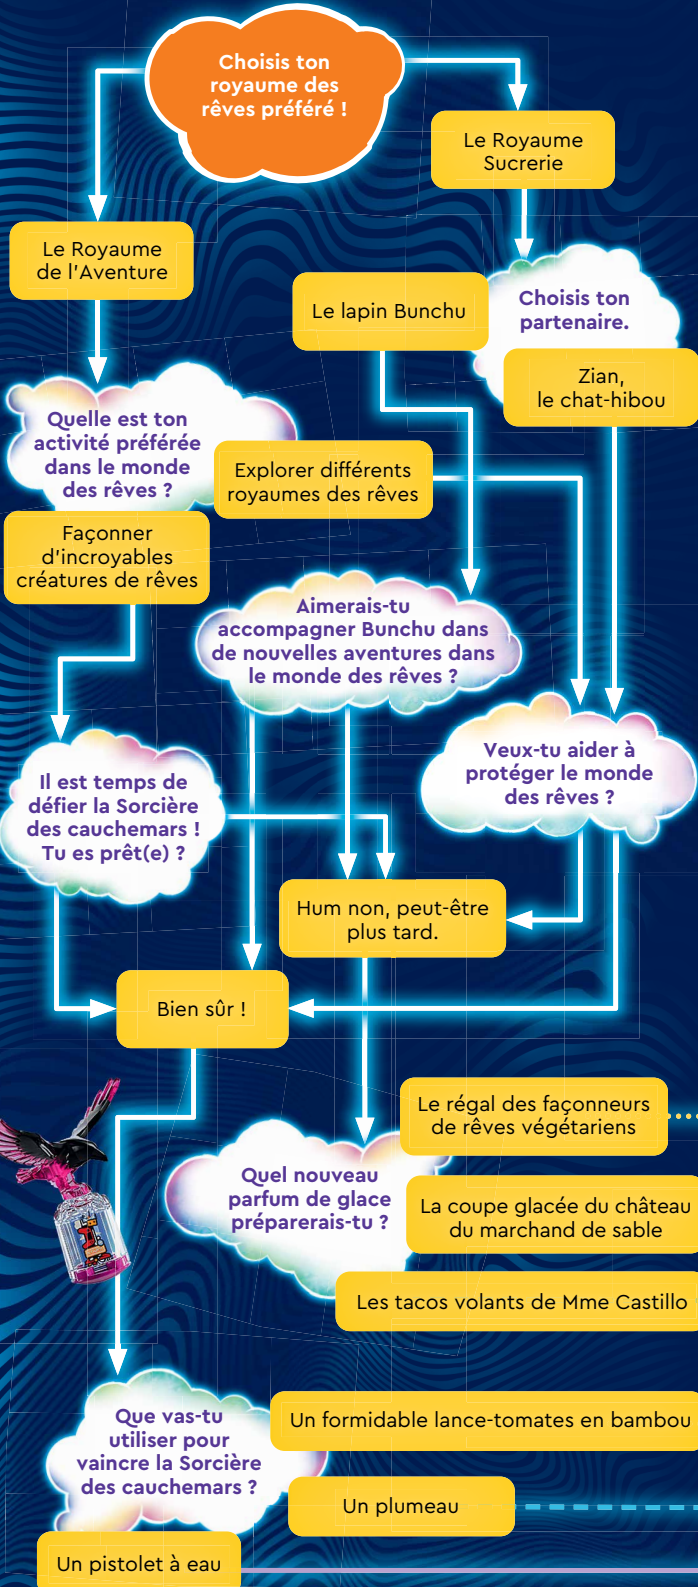 Choisis ton
royaume des
rêves préféré !
Le Royaume
Sucrerie
Le Royaume
de l'Aventure
Choisis ton
partenaire.
Le lapin Bunchu
Zian,
le chat-hibou
Quelle est ton
activité préférée
dans le monde
des rêves ?
Explorer différents
royaumes des rêves
Façonner
d'incroyables
créatures de rêves
Aimerais-tu
accompagner Bunchu dans
de nouvelles aventures dans
le monde des rêves ?
Veux-tu aider à
protéger le monde
des rêves ?
Il est temps de
défier la Sorcière
des cauchemars !
Tu es prêt(e) ?
Hum non, peut-être
plus tard.
Bien sûr !
Le régal des façonneurs
de rêves végétariens
Quel nouveau
parfum de glace
préparerais-tu ?
La coupe glacée du château
du marchand de sable
Les tacos volants de Mme Castillo
Que vas-tu
utiliser pour
vaincre la Sorcière
des cauchemars ?
Un formidable lance-tomates en bambou
Un plumeau
Un pistolet à eau